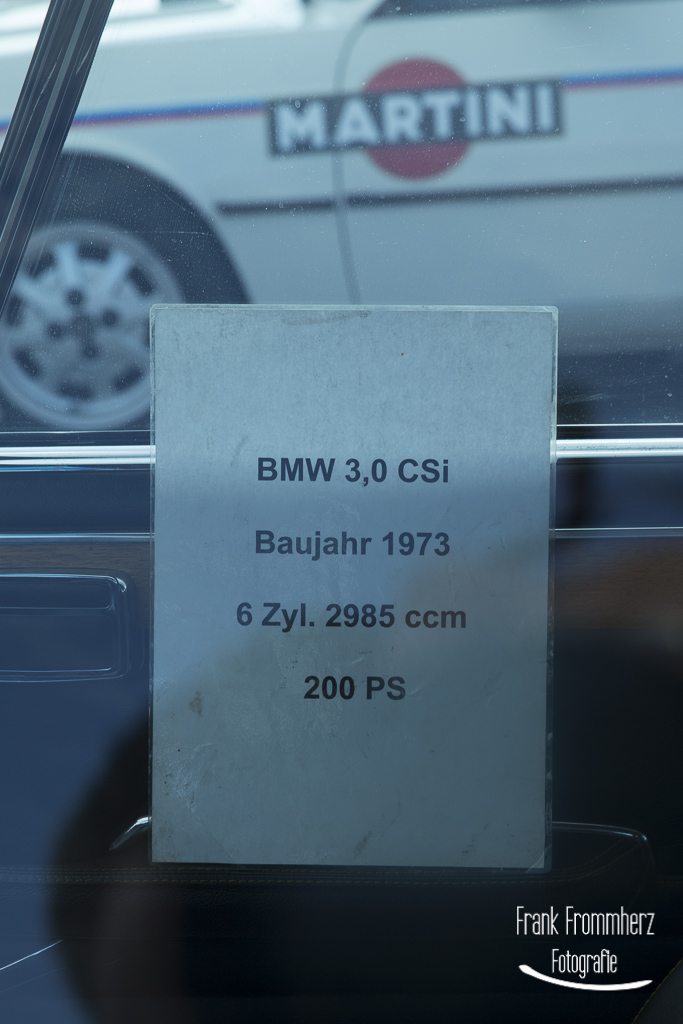 MARTINI
BMW 3,0 CSi
Baujahr 1973
6 Zyl. 2985 ccm
200 PS
Frank Frommherz
Fotografie